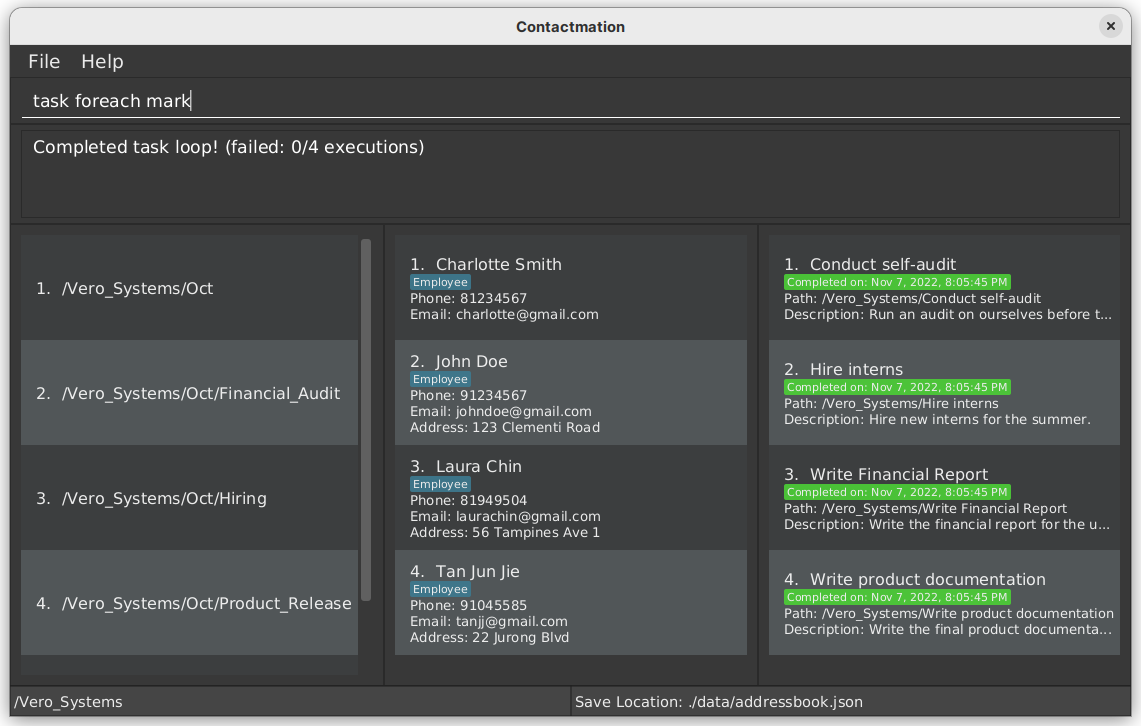 Contactmation
File Help
task foreach mark
Completed task loop! (failed: 0/4 executions)
1. /Vero_Systems/Oct
2. /Vero_Systems/Oct/Financial_Audit
3. /Vero_Systems/Oct/Hiring
4. /Vero_Systems/Oct/Product_Release
1. Charlotte Smith
Employee
Phone: 81234567
Email: charlotte@gmail.com
2. John Doe
Employee
Phone: 91234567
Email: johndoe@gmail.com
Address: 123 Clementi Road
3. Laura Chin
Employee
Phone: 81949504
Email: laurachin@gmail.com
Address: 56 Tampines Ave 1
4. Tan Jun Jie
Employee
Phone: 91045585
Email: tanjj@gmail.com
Address: 22 Jurong Blvd
1. Conduct self-audit
Completed on: Nov 7, 2022, 8:05:45 PM
Path: /Vero_Systems/Conduct self-audit
Description: Run an audit on ourselves before t...
2. Hire interns
Completed on: Nov 7, 2022, 8:05:45 PM
Path: /Vero_Systems/Hire interns
Description: Hire new interns for the summer.
3. Write Financial Report
Completed on: Nov 7, 2022, 8:05:45 PM
Path: /Vero_Systems/Write Financial Report
Description: Write the financial report for the u...
4. Write product documentation
Completed on: Nov 7, 2022, 8:05:45 PM
Path: /Vero_Systems/Write product documentation
Description: Write the final product documenta...
/Vero_Systems
Save Location: ./data/addressbook.json